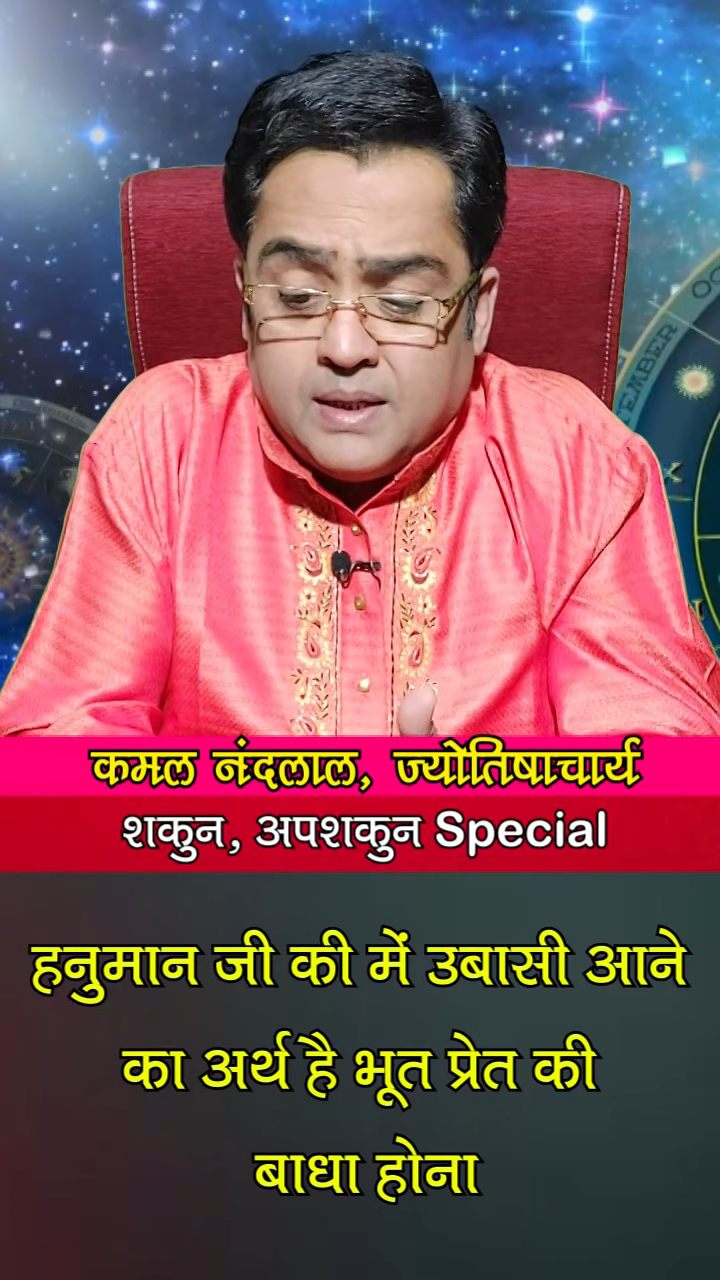 कमल नंदलाल, ज्योतिषाचार्य
शकुन, अपशकुन Special
हनुमान जी की में उबासी आने
का अर्थ है भूत प्रेत की
बाधा होना